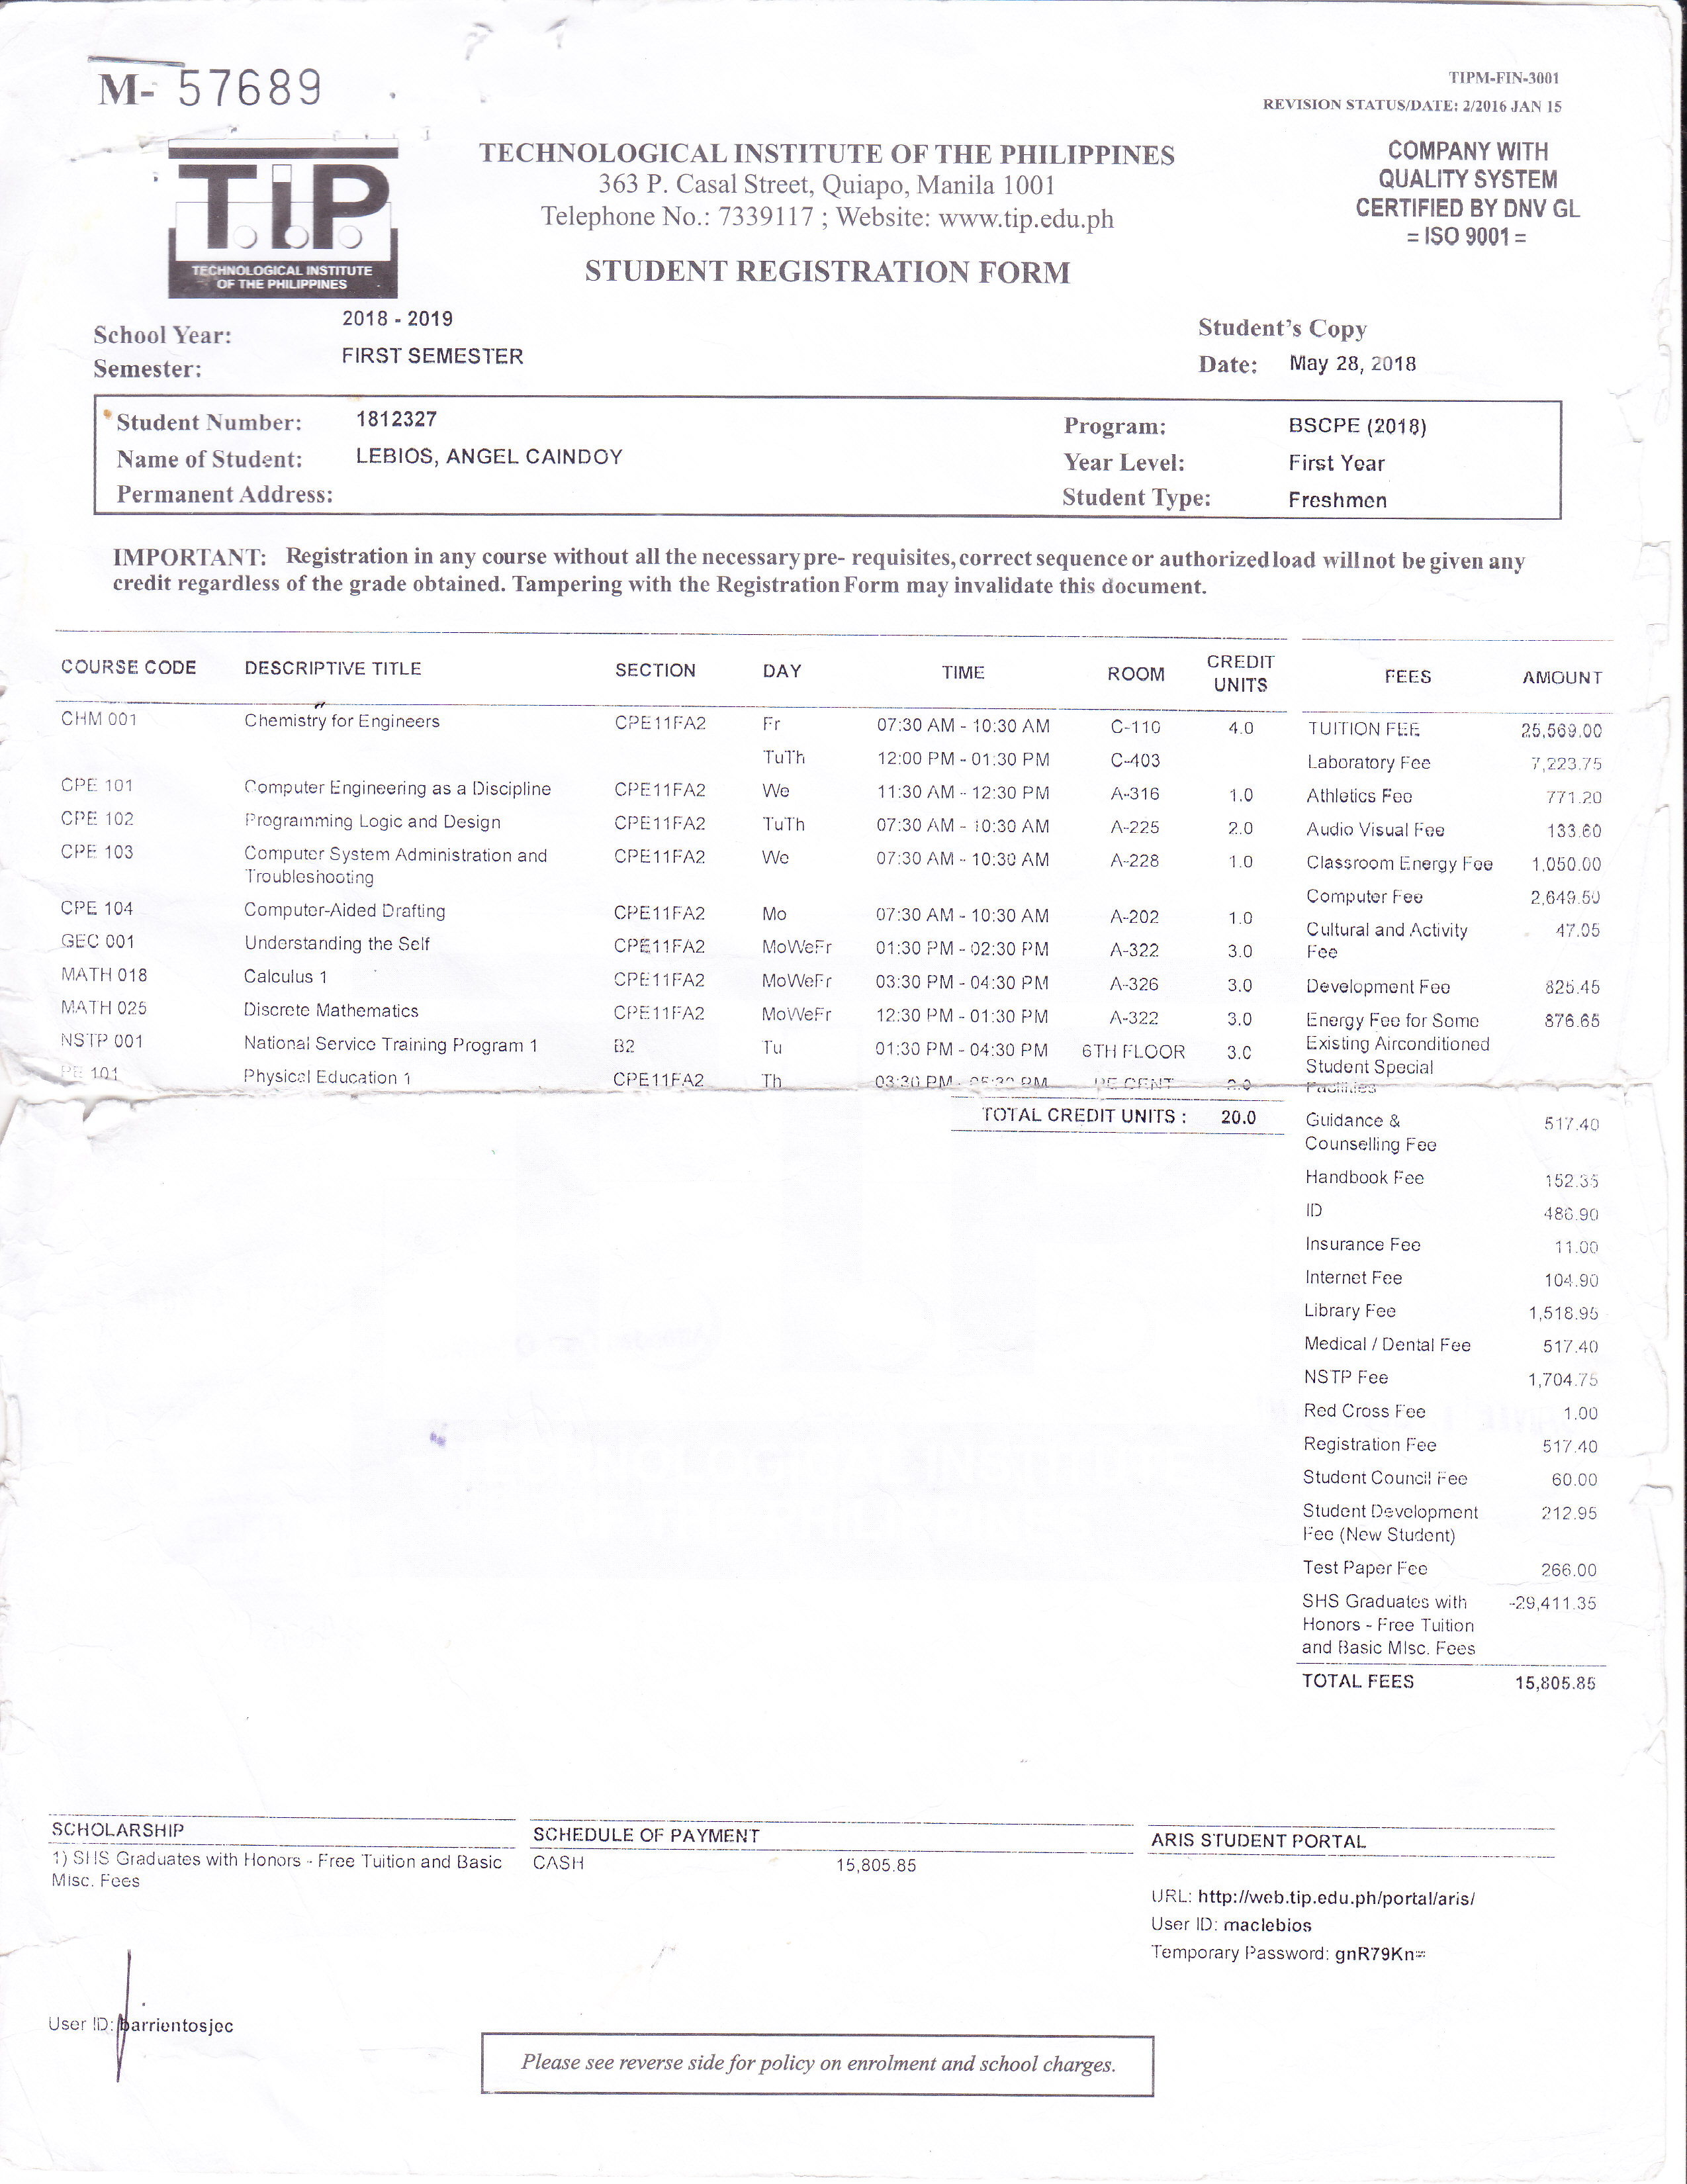 M- 57689
TIPM-FIN-3001
REVISION STATUS/DATE: 2/2016 JAN 15
T.I.P.
TECHNOLOGICAL INSTITUTE
OF THE PHILIPPINES
TECHNOLOGICAL INSTITUTE OF THE PHILIPPINES
363 P. Casal Street, Quiapo, Manila 1001
Telephone No.: 7339117 ; Website: www.tip.edu.ph
STUDENT REGISTRATION FORM
COMPANY WITH
QUALITY SYSTEM
CERTIFIED BY DNV GL
= ISO 9001 =
School Year: 2018 - 2019
Semester: FIRST SEMESTER
Student's Copy
Date: May 28, 2018
Student Number: 1812327 Program: BSCPE (2018)
Name of Student: LEBIOS, ANGEL CAINDOY Year Level: First Year
Permanent Address: Student Type: Freshmen
IMPORTANT: Registration in any course without all the necessary pre- requisites, correct sequence or authorized load will not be given any
credit regardless of the grade obtained. Tampering with the Registration Form may invalidate this document.
COURSE CODE DESCRIPTIVE TITLE SECTION DAY TIME ROOM CREDIT UNITS
CHM 001 Chemistry for Engineers CPE11FA2 Fr 07:30 AM - 10:30 AM C-110 4.0
TuTh 12:00 PM - 01:30 PM C-403
CPE 101 Computer Engineering as a Discipline CPE11FA2 We 11:30 AM - 12:30 PM A-316 1.0
CPE 102 Programming Logic and Design CPE11FA2 TuTh 07:30 AM - 10:30 AM A-225 2.0
CPE 103 Computer System Administration and CPE11FA2 We 07:30 AM - 10:30 AM A-228 1.0
Troubleshooting
CPE 104 Computer-Aided Drafting CPE11FA2 Mo 07:30 AM - 10:30 AM A-202 1.0
GEC 001 Understanding the Self CPE11FA2 MoWeFr 01:30 PM - 02:30 PM A-322 3.0
MATH 018 Calculus 1 CPE11FA2 MoWeFr 03:30 PM - 04:30 PM A-326 3.0
MATH 025 Discrete Mathematics CPE11FA2 MoWeFr 12:30 PM - 01:30 PM A-322 3.0
NSTP 001 National Service Training Program 1 B2 Tu 01:30 PM - 04:30 PM 6TH FLOOR 3.0
PE 101 Physical Education 1 CPE11FA2 Th 03:30 PM
TOTAL CREDIT UNITS : 20.0
FEES AMOUNT
TUITION FEE 25,569.00
Laboratory Fee 7,223.75
Athletics Fee 771.20
Audio Visual Fee 133.60
Classroom Energy Fee 1,050.00
Computer Fee 2,649.50
Cultural and Activity 47.05
Fee
Development Fee 825.45
Energy Fee for Some 876.65
Existing Airconditioned
Student Special
Facilities
Guidance & 517.40
Counselling Fee
Handbook Fee 152.35
ID 486.90
Insurance Fee 11.00
Internet Fee 104.90
Library Fee 1,518.95
Medical / Dental Fee 517.40
NSTP Fee 1,704.75
Red Cross Fee 1.00
Registration Fee 517.40
Student Council Fee 60.00
Student Development 212.95
Fee (New Student)
Test Paper Fee 266.00
SHS Graduates with -29,411.35
Honors - Free Tuition
and Basic MIsc. Fees
TOTAL FEES 15,805.85
SCHOLARSHIP
1) SHS Graduates with Honors - Free Tuition and Basic
MIsc. Fees
SCHEDULE OF PAYMENT
CASH 15,805.85
ARIS STUDENT PORTAL
URL: http://web.tip.edu.ph/portal/aris/
User ID: maclebios
Temporary Password: gnR79Kn=
User ID: barrientosjec
Please see reverse side for policy on enrolment and school charges.